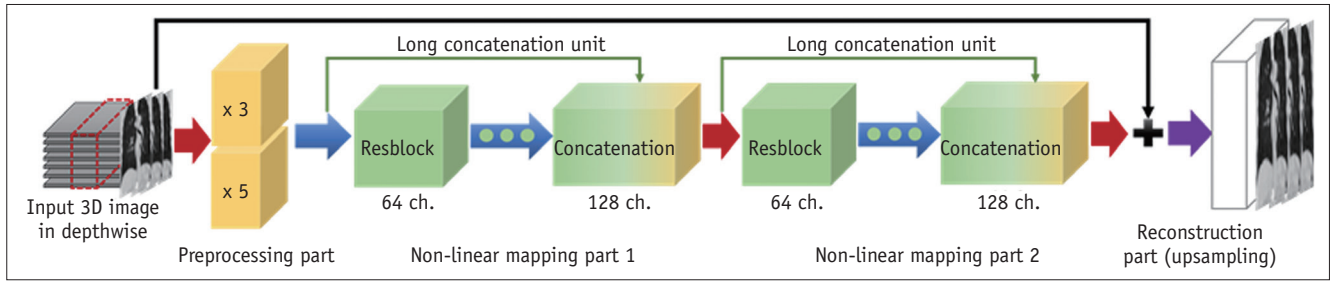 Long concatenation unit
Long concatenation unit
x 3
x 5
Resblock
Concatenation
Resblock
Concatenation
64 ch.
128 ch.
64 ch.
128 ch.
Input 3D image
in depthwise
Preprocessing part
Non-linear mapping part 1
Non-linear mapping part 2
Reconstruction
part (upsampling)